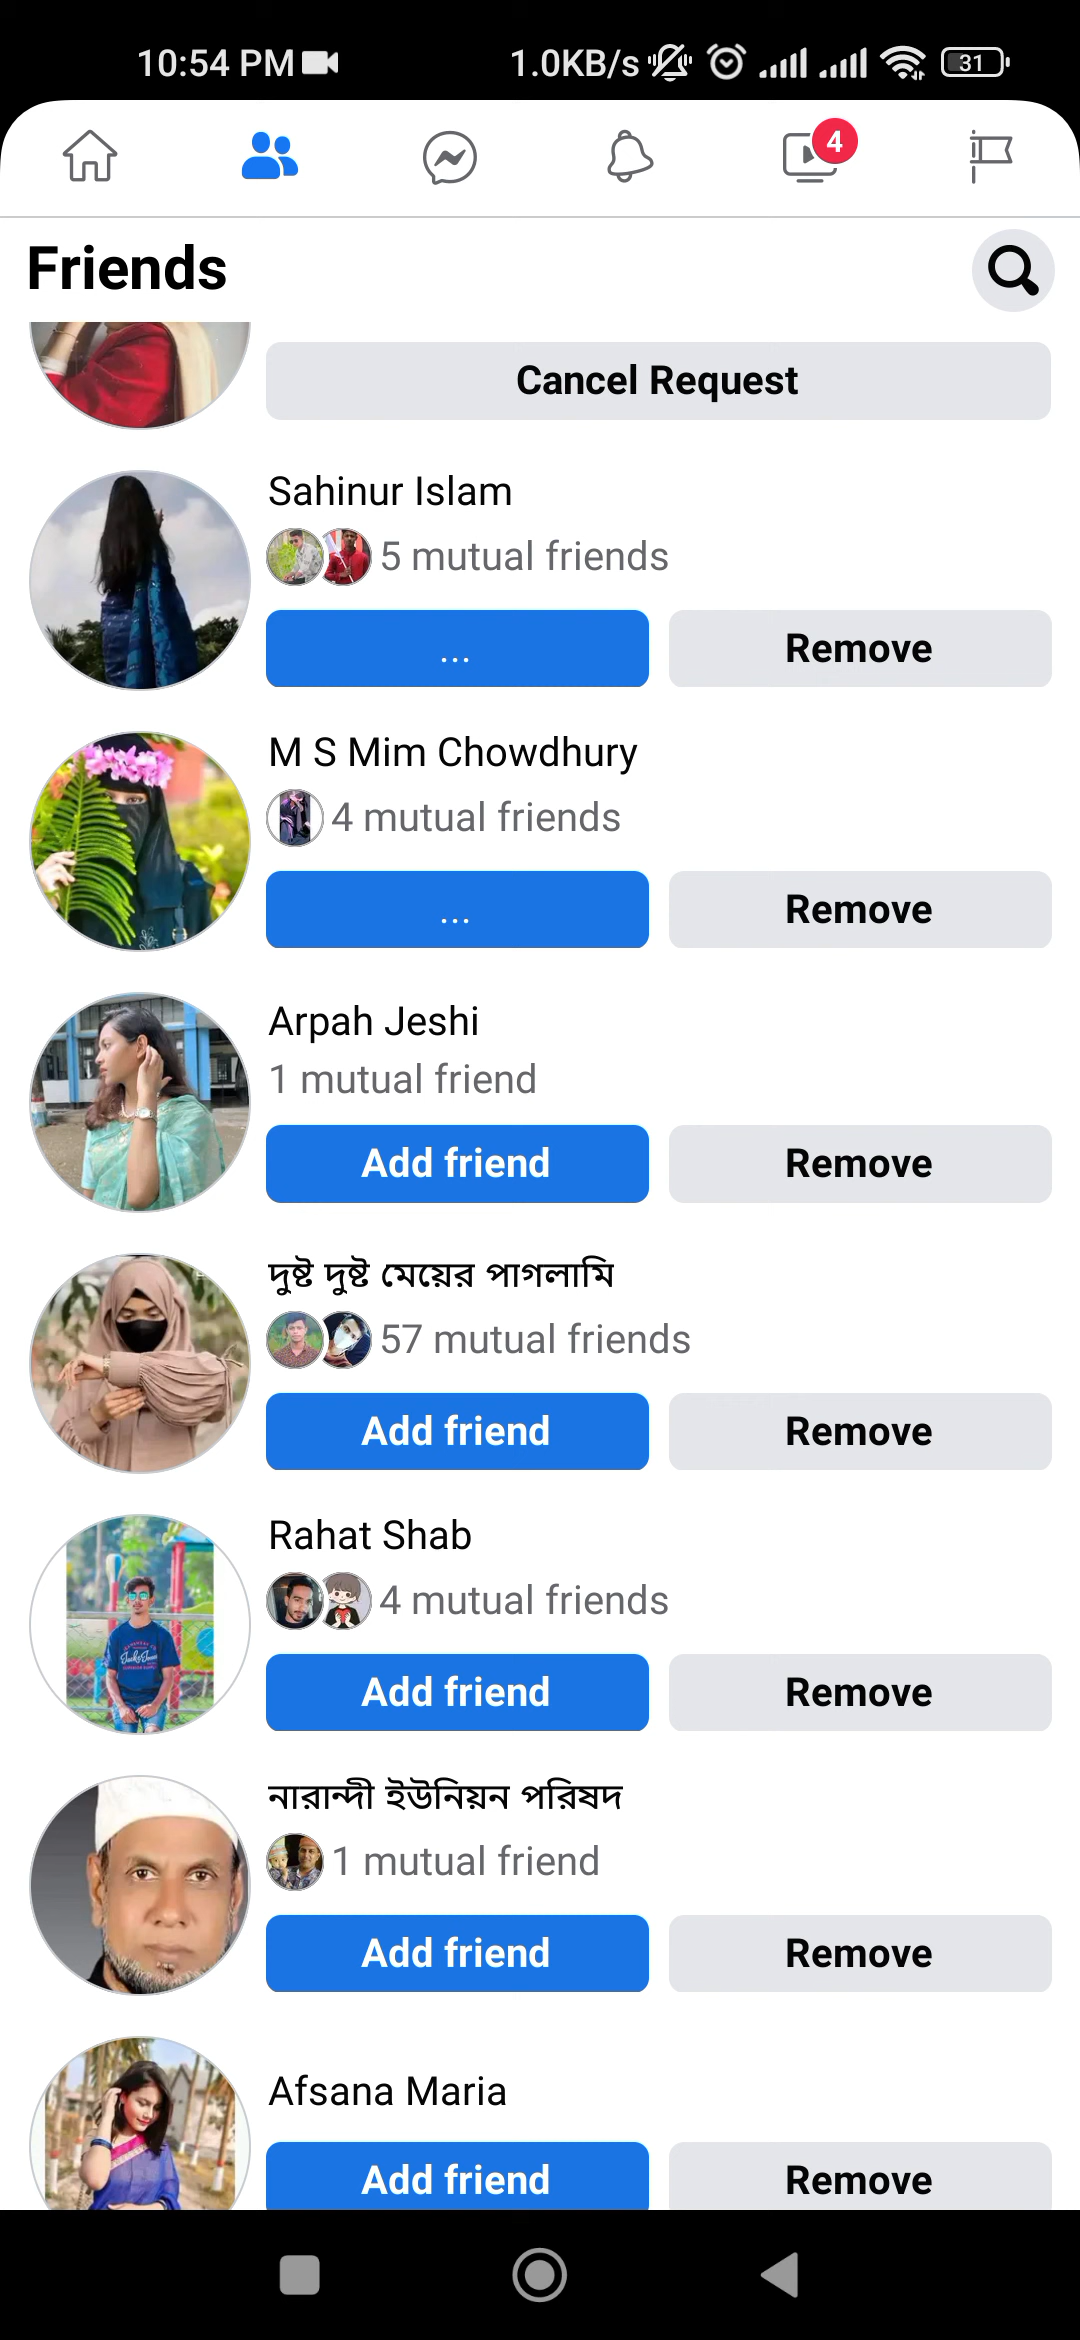 10:54 PM 1.0KB/s 31
4
Friends
Cancel Request
Sahinur Islam
5 mutual friends
... Remove
M S Mim Chowdhury
4 mutual friends
... Remove
Arpah Jeshi
1 mutual friend
Add friend Remove
দুষ্ট দুষ্ট মেয়ের পাগলামি
57 mutual friends
Add friend Remove
Rahat Shab
4 mutual friends
Add friend Remove
নারান্দী ইউনিয়ন পরিষদ
1 mutual friend
Add friend Remove
Afsana Maria
Add friend Remove